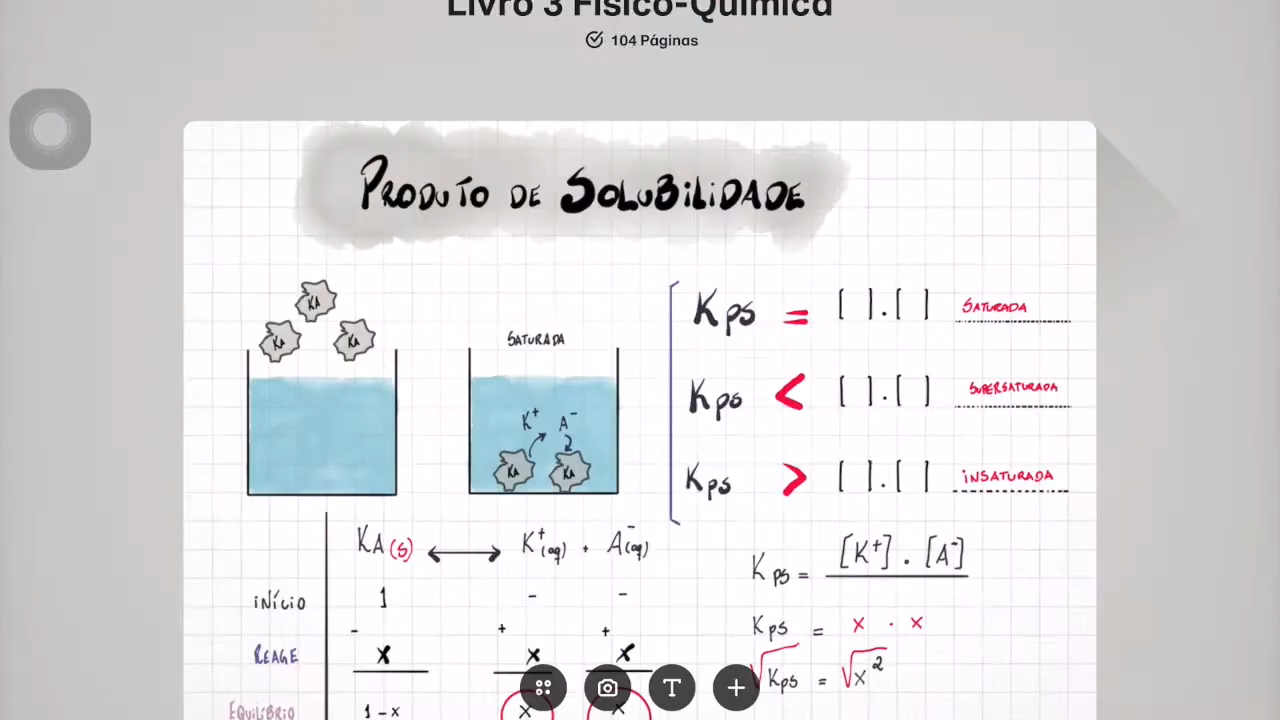 Livro 3 Físico-Química
104 Páginas
PRODUTO DE SOLUBILIDADE
KA
KA
KA
SATURADA
K⁺ A⁻
KA KA
Kps = [ ] . [ ] SATURADA
Kps < [ ] . [ ] SUPERSATURADA
Kps > [ ] . [ ] INSATURADA
KA(s) ⟷ K⁺(aq) + A⁻(aq)
INÍCIO 1 - -
REAGE - x + x + x
EQUILÍBRIO 1-x x x
Kps = [K⁺] . [A⁻]
Kps = x . x
√Kps = √x²
T